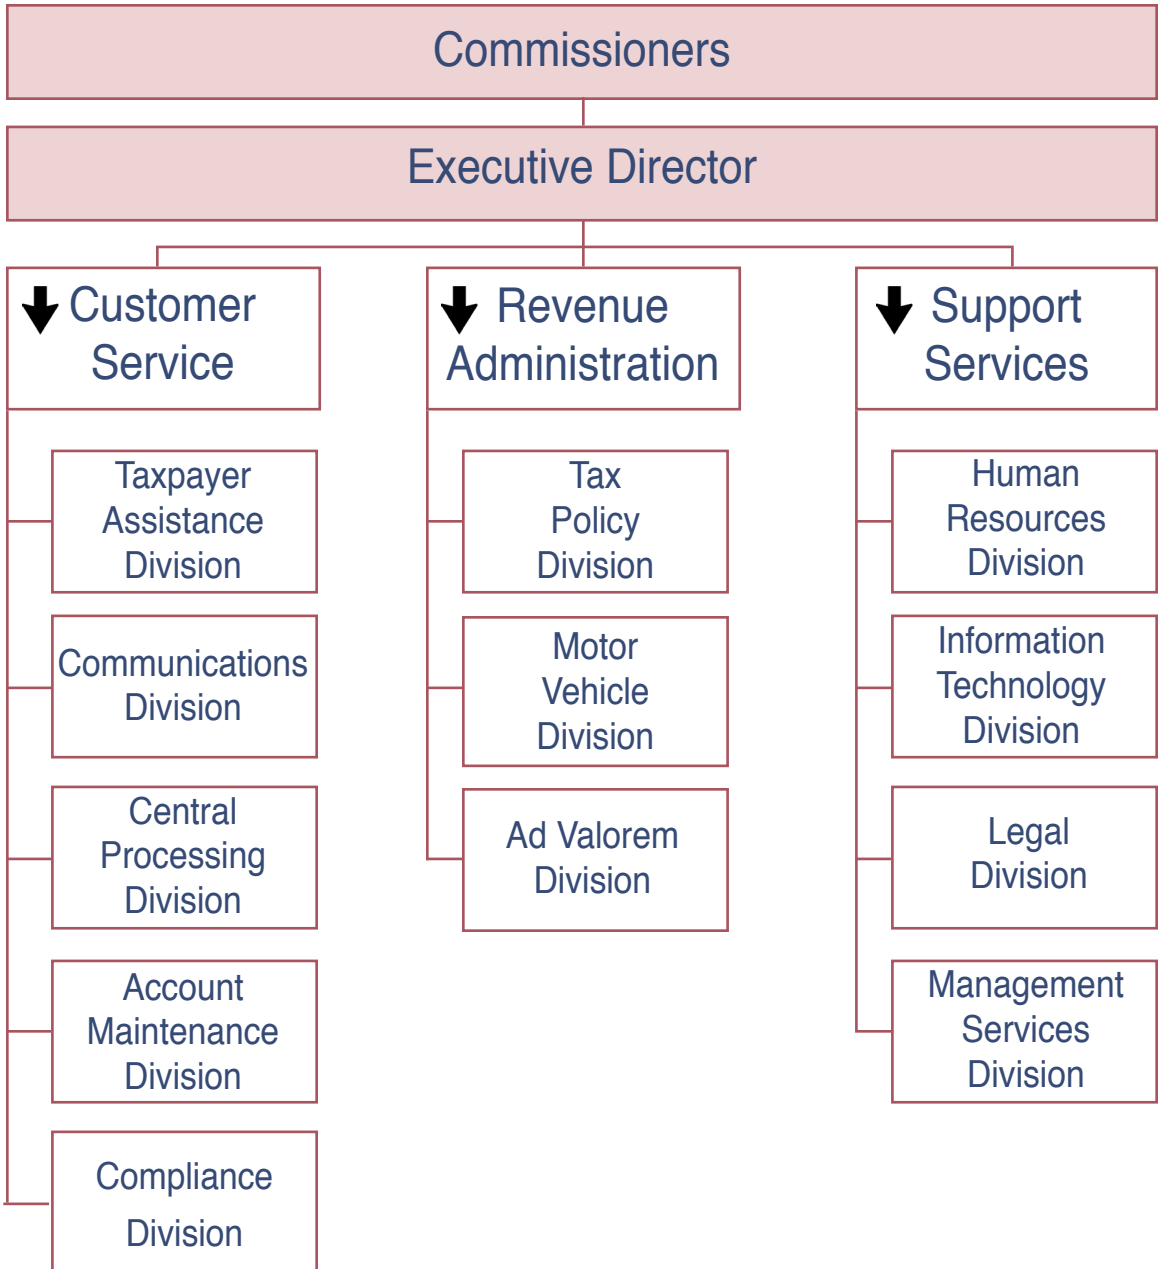 Commissioners
Executive Director
Customer
Service
Taxpayer
Assistance
Division
Communications
Division
Central
Processing
Division
Account
Maintenance
Division
Compliance
Division
Revenue
Administration
Tax
Policy
Division
Motor
Vehicle
Division
Ad Valorem
Division
Support
Services
Human
Resources
Division
Information
Technology
Division
Legal
Division
Management
Services
Division